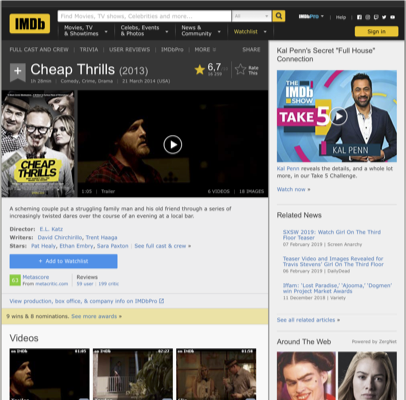 IMDb
Find Movies, TV shows, Celebrities and more...
All
Movies, TV & Showtimes
Celebs, Events & Photos
News & Community
Watchlist
IMDbPro
Help
Sign in
FULL CAST AND CREW | TRIVIA | USER REVIEWS | IMDbPro | MORE
SHARE
Cheap Thrills (2013)
1h 28min | Comedy, Crime, Drama | 21 March 2014 (USA)
6,7
Rate This
CHEAP THRILLS
1:03 | Trailer
6 VIDEOS | 18 IMAGES
A scheming couple put a struggling family man and his old friend through a series of increasingly twisted dares over the course of an evening at a local bar.
Director: E.L. Katz
Writers: David Chirchirillo, Trent Haaga
Stars: Pat Healy, Ethan Embry, Sara Paxton | See full cast & crew »
+ Add to Watchlist
Metascore
From metacritic.com
Reviews
59 user | 199 critic
View production, box office, & company info on IMDbPro
9 wins & 8 nominations. See more awards »
Videos
Kal Penn's Secret "Full House" Connection
THE IMDb SHOW
TAKE 5
KAL PENN
Kal Penn reveals the details, and a whole lot more, in our Take 5 Challenge.
Watch now »
Related News
SXSW 2019: Watch Girl On The Third Floor Teaser
07 February 2019 | Screen Anarchy
Teaser Video and Images Revealed for Travis Stevens' Girl On The Third Floor
06 February 2019 | DailyDead
Iffam: 'Lost Paradise,' 'Ajyoma,' 'Dogmen' win Project Market Awards
11 December 2018 | Variety
See all related articles »
Around The Web
Powered by ZergNet